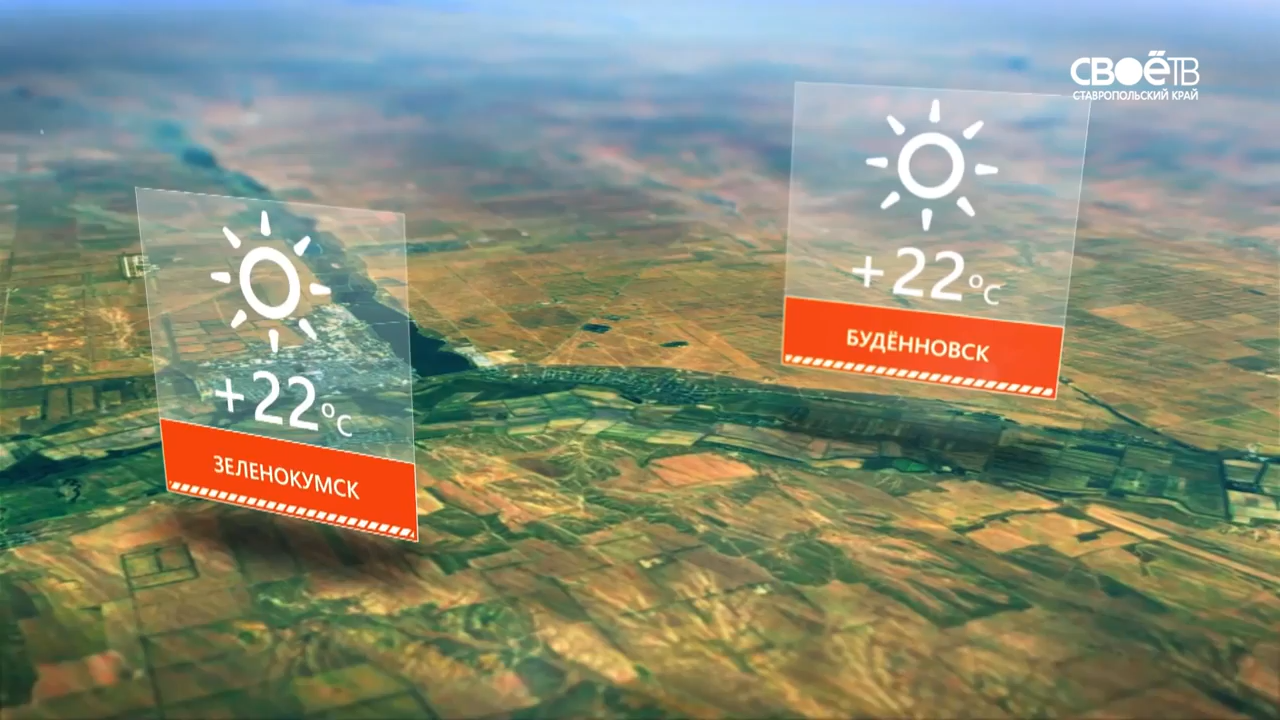 СВОЁТВ
СТАВРОПОЛЬСКИЙ КРАЙ
+22°C
БУДЁННОВСК
+22°C
ЗЕЛЕНОКУМСК